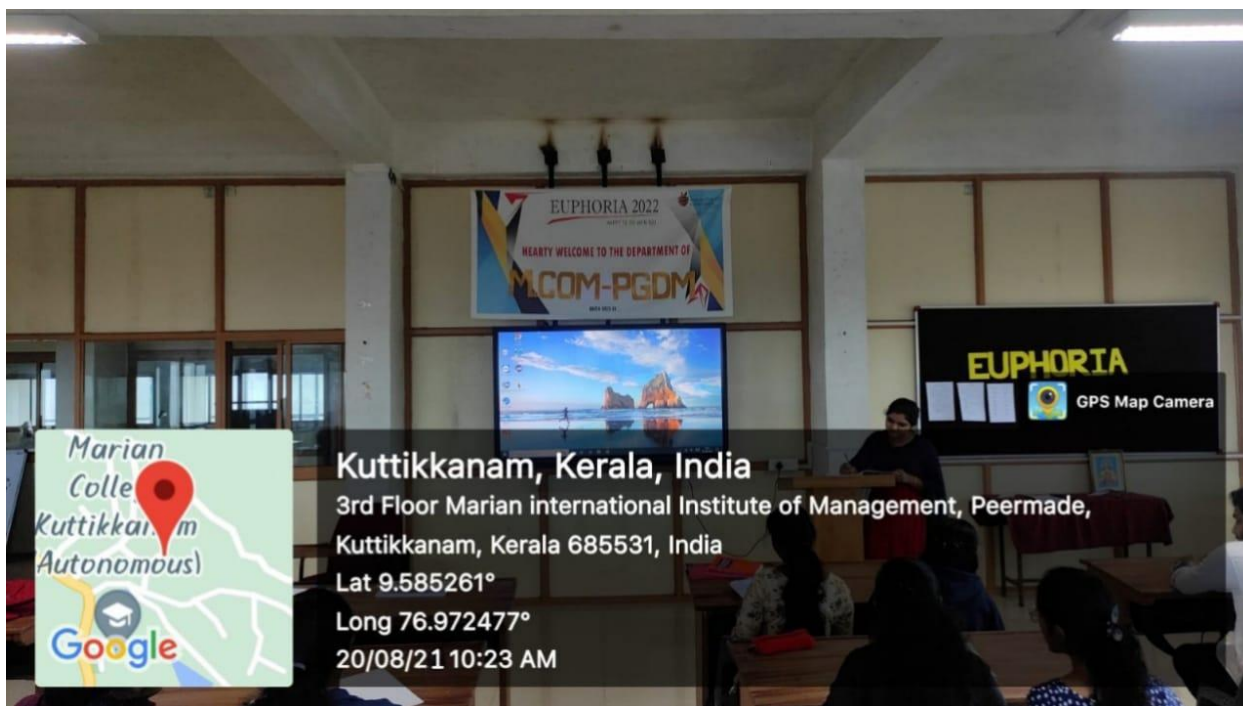 EUPHORIA 2022
HEARTY WELCOME TO THE DEPARTMENT OF
M.COM-PGDM
EUPHORIA
GPS Map Camera
Marian
Colle
Kuttikkan m
Autonomous)
Google
Kuttikkanam, Kerala, India
3rd Floor Marian international Institute of Management, Peermade,
Kuttikkanam, Kerala 685531, India
Lat 9.585261°
Long 76.972477°
20/08/21 10:23 AM